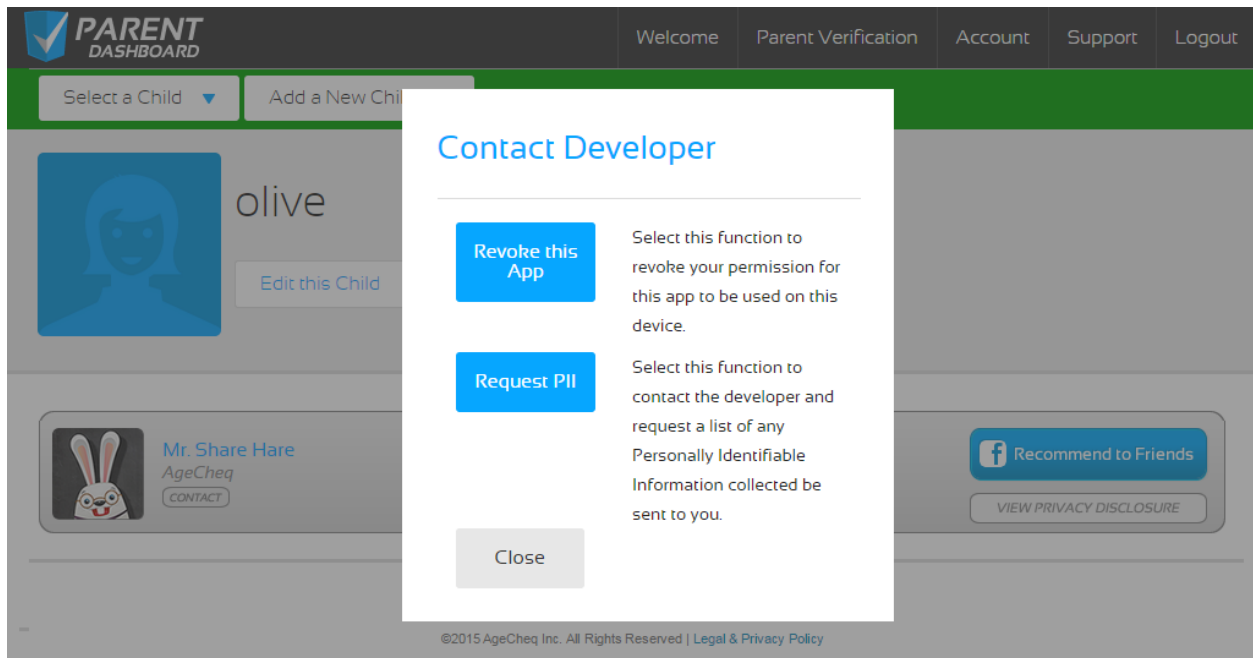 PARENT
DASHBOARD
Welcome
Parent Verification
Account
Support
Logout
Select a Child
Add a New Chi
Contact Developer
olive
Edit this Child
Revoke this
App
Select this function to
revoke your permission for
this app to be used on this
device.
Request PII
Select this function to
contact the developer and
request a list of any
Personally Identifiable
Information collected be
sent to you.
Close
Mr. Share Hare
AgeCheq
CONTACT
Recommend to Friends
VIEW PRIVACY DISCLOSURE
©2015 AgeCheq Inc. All Rights Reserved | Legal & Privacy Policy